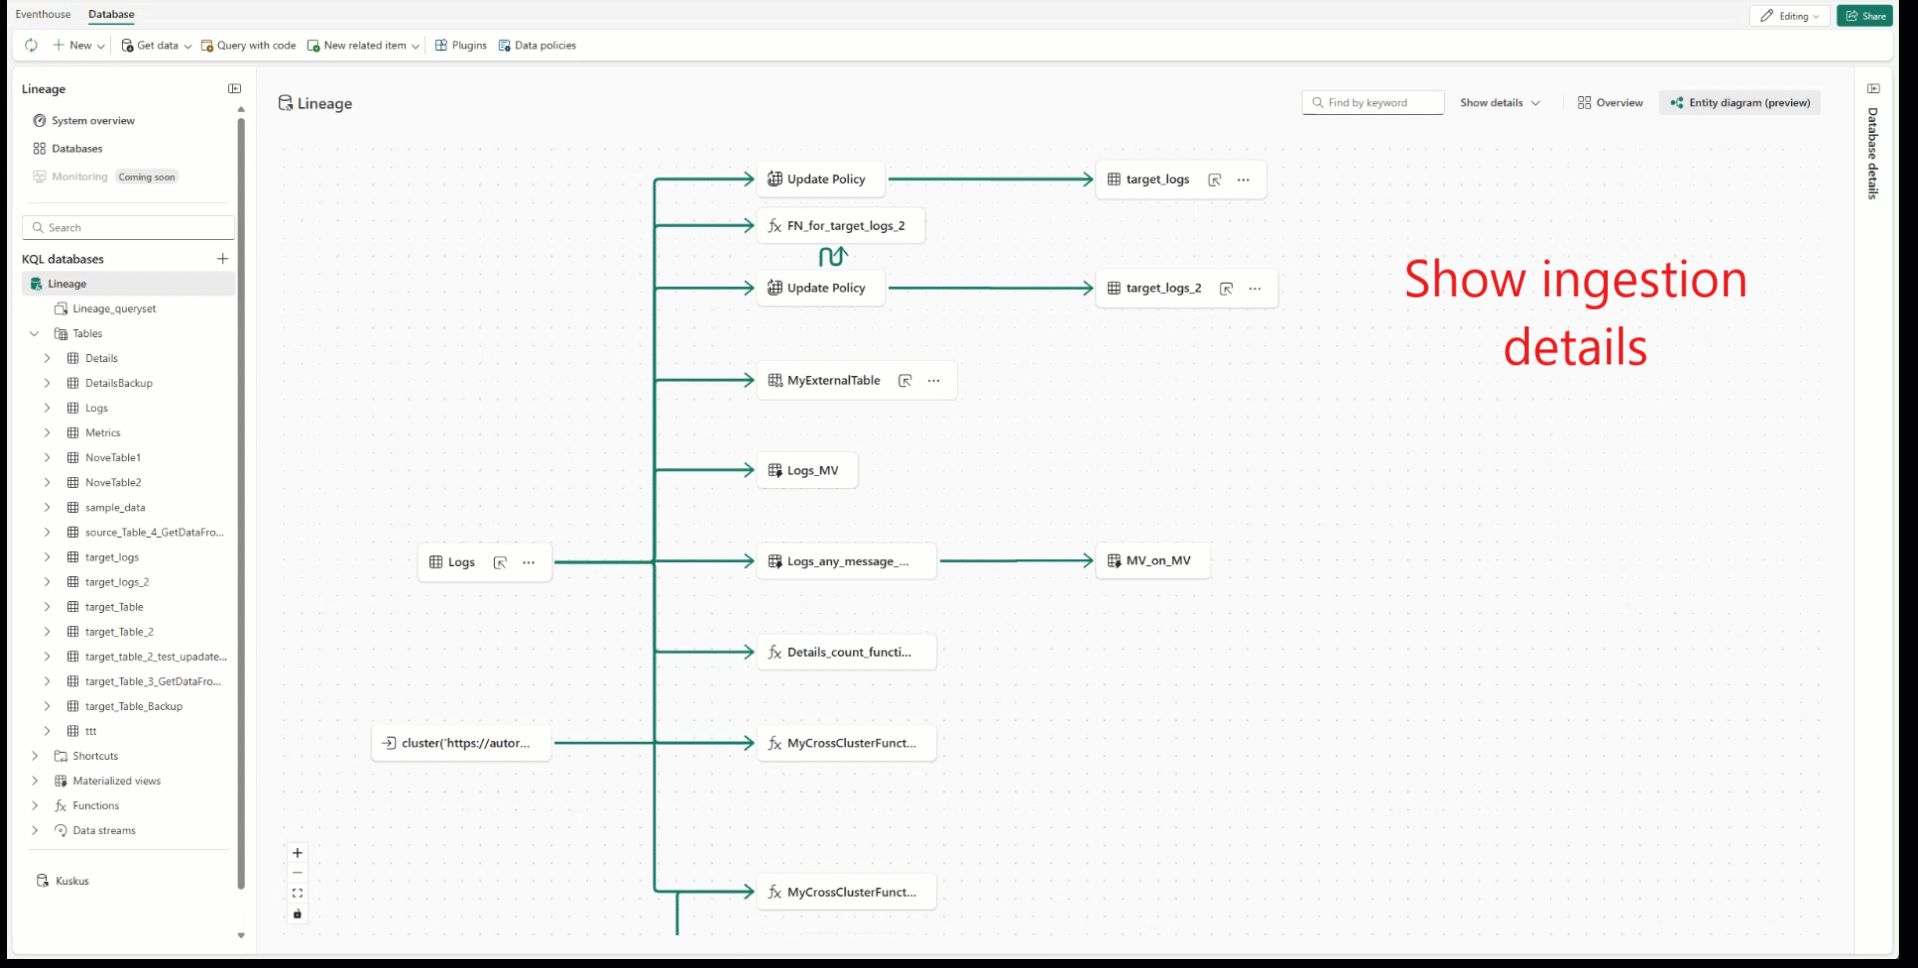 Eventhouse
Database
Editing
Share
New
Get data
Query with code
New related item
Plugins
Data policies
Lineage
System overview
Databases
Monitoring
Coming soon
Search
KQL databases
Lineage
Lineage_queryset
Tables
Details
DetailsBackup
Logs
Metrics
NoveTable1
NoveTable2
sample_data
source_Table_4_GetDataFro...
target_logs
target_logs_2
target_Table
target_Table_2
target_table_2_test_upadate...
target_Table_3_GetDataFro...
target_Table_Backup
ttt
Shortcuts
Materialized views
Functions
Data streams
Kuskus
Lineage
Find by keyword
Show details
Overview
Entity diagram (preview)
Database details
Update Policy
target_logs
FN_for_target_logs_2
Update Policy
target_logs_2
Show ingestion
details
MyExternalTable
Logs_MV
Logs
Logs_any_message_...
MV_on_MV
Details_count_functi...
cluster('https://autor...
MyCrossClusterFunct...
MyCrossClusterFunct...